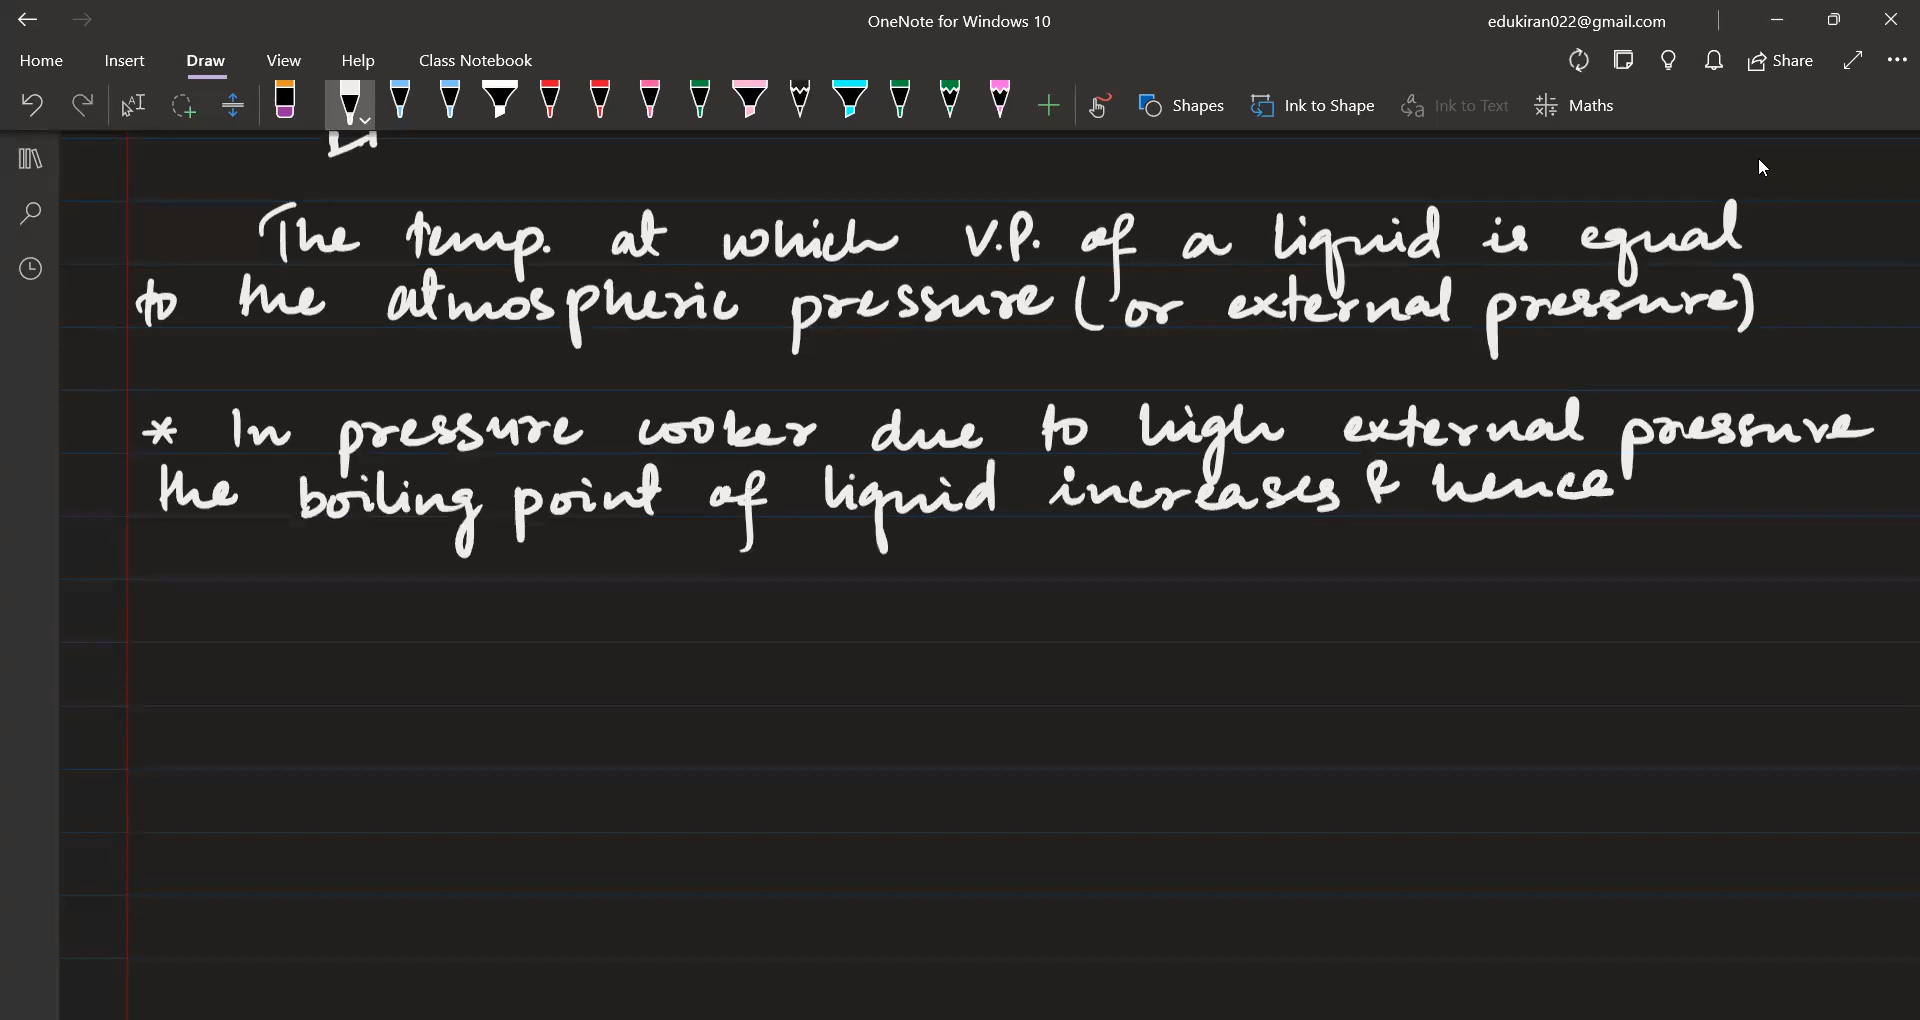 OneNote for Windows 10
edukiran022@gmail.com
Home Insert Draw View Help Class Notebook
Share
Shapes Ink to Shape Ink to Text Maths
The temp. at which V.P. of a liquid is equal
to the atmospheric pressure (or external pressure)
* In pressure cooker due to high external pressure
the boiling point of liquid increases & hence